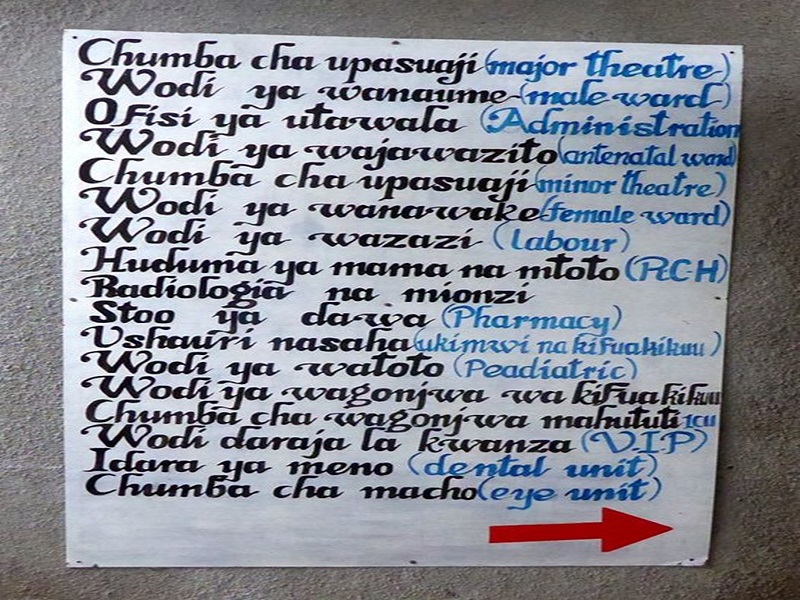 Chumba cha upasuaji (major theatre)
Wodi ya wanaume (male ward)
Ofisi ya utawala (Administration
Wodi ya wajawazito (antenatal ward)
Chumba cha upasuaji (minor theatre)
Wodi ya wanawake (female ward)
Wodi ya wazazi (labour)
Huduma ya mama na mtoto (RCH)
Radiologia na mionzi
Stoo ya dawa (Pharmacy)
Ushauri nasaha (ukimwi na kifuakikuu)
Wodi ya watoto (Peadiatric)
Wodi ya wagonjwa wa kifuakikuu
Chumba cha wagonjwa mahututi ICU
Wodi daraja la kwanza (V.I.P)
Idara ya meno (dental unit)
Chumba cha macho (eye unit)